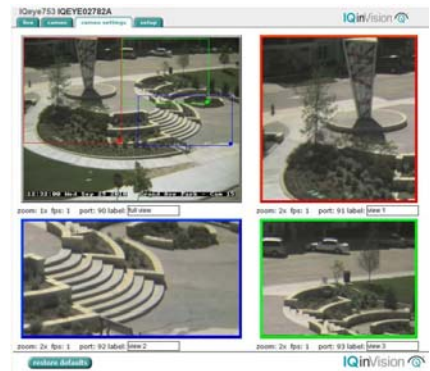 IQeye753 IQEYE02782A
live canvas canvas settings setup
IQinVision
zoom: 1x fps: 1 port: 90 label: full view
zoom: 2x fps: 1 port: 91 label: view 1
zoom: 2x fps: 1 port: 92 label: view 2
zoom: 2x fps: 1 port: 93 label: view 3
restore defaults
IQinVision